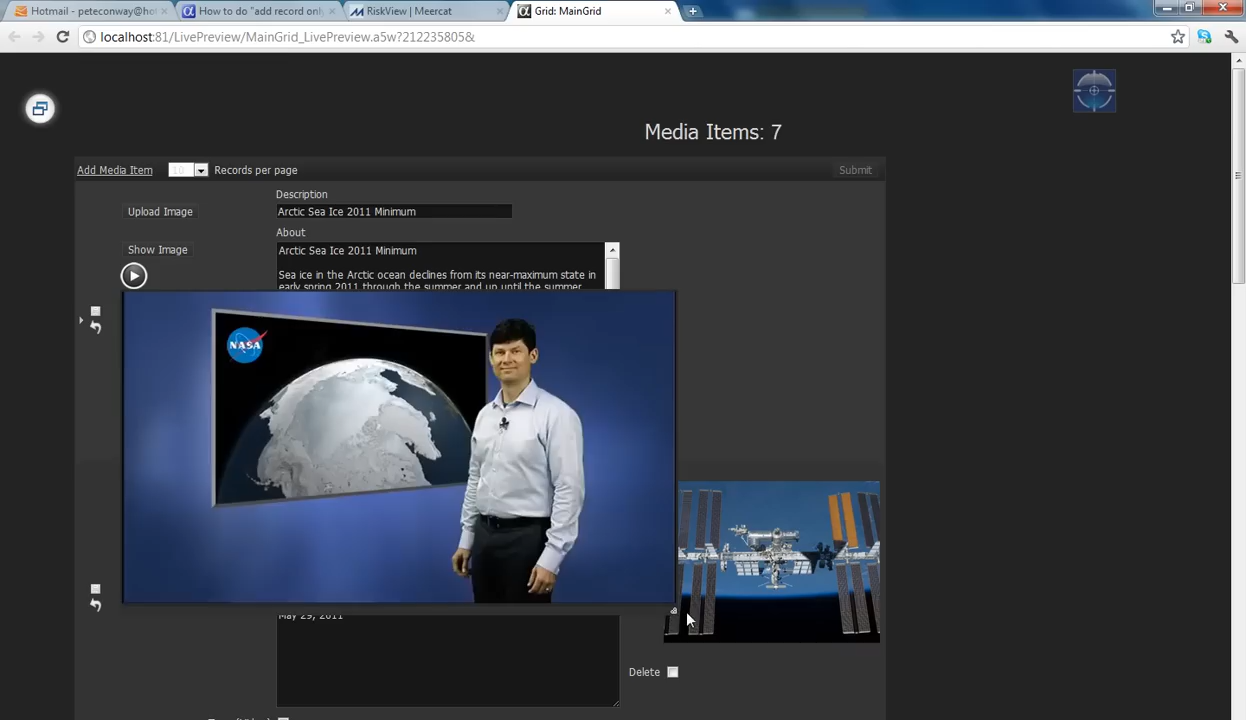 Hotmail - peteconway@hot
How to do "add record only
RiskView | Meercat
Grid: MainGrid
localhost:81/LivePreview/MainGrid_LivePreview.a5w?212235805&
Media Items: 7
Add Media Item
10
Records per page
Submit
Description
Upload Image
Arctic Sea Ice 2011 Minimum
About
Show Image
Arctic Sea Ice 2011 Minimum
Sea ice in the Arctic ocean declines from its near-maximum state in
early spring 2011 through the summer and up until the summer
NASA
May 29, 2011
Delete